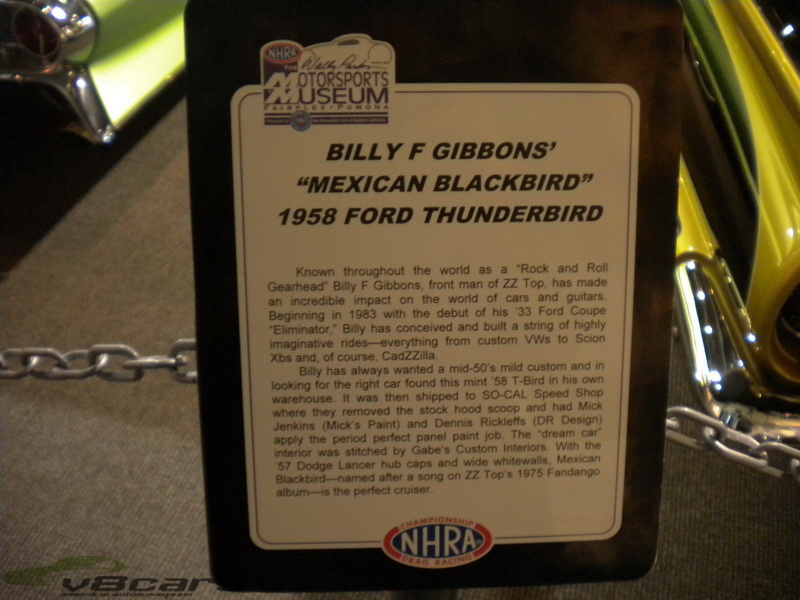 NHRA
THE Wally Parks
MOTORSPORTS
MUSEUM
FAIRPLEX • POMONA
BILLY F GIBBONS'
"MEXICAN BLACKBIRD"
1958 FORD THUNDERBIRD
Known throughout the world as a "Rock and Roll
Gearhead" Billy F Gibbons, front man of ZZ Top, has made
an incredible impact on the world of cars and guitars.
Beginning in 1983 with the debut of his '33 Ford Coupe
"Eliminator," Billy has conceived and built a string of highly
imaginative rides—everything from custom VWs to Scion
Xbs and, of course, CadZZilla.
Billy has always wanted a mid-50's mild custom and in
looking for the right car found this mint '58 T-Bird in his own
warehouse. It was then shipped to SO-CAL Speed Shop
where they removed the stock hood scoop and had Mick
Jenkins (Mick's Paint) and Dennis Rickleffs (DR Design)
apply the period perfect panel paint job. The "dream car"
interior was stitched by Gabe's Custom Interiors. With the
'57 Dodge Lancer hub caps and wide whitewalls, Mexican
Blackbird—named after a song on ZZ Top's 1975 Fandango
album—is the perfect cruiser.
CHAMPIONSHIP
NHRA
DRAG RACING
v8car